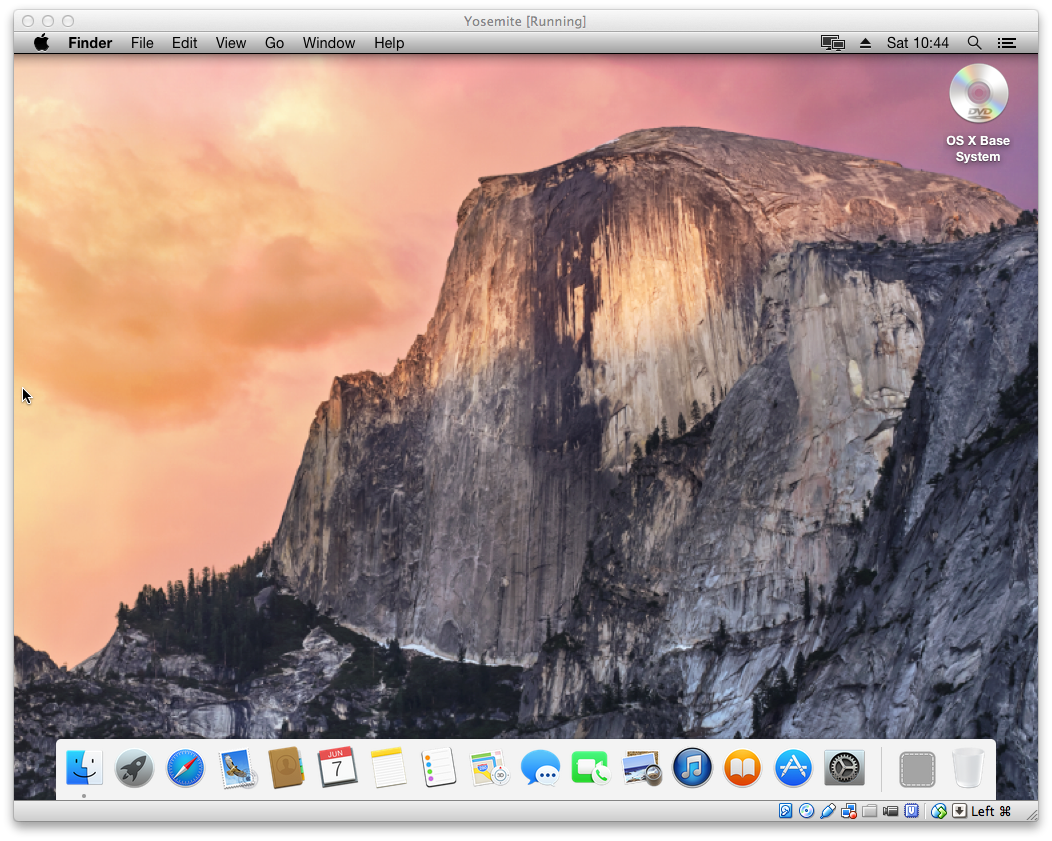 Yosemite [Running]
Finder File Edit View Go Window Help Sat 10:44
DVD
OS X Base
System
JUN
7
Left ⌘